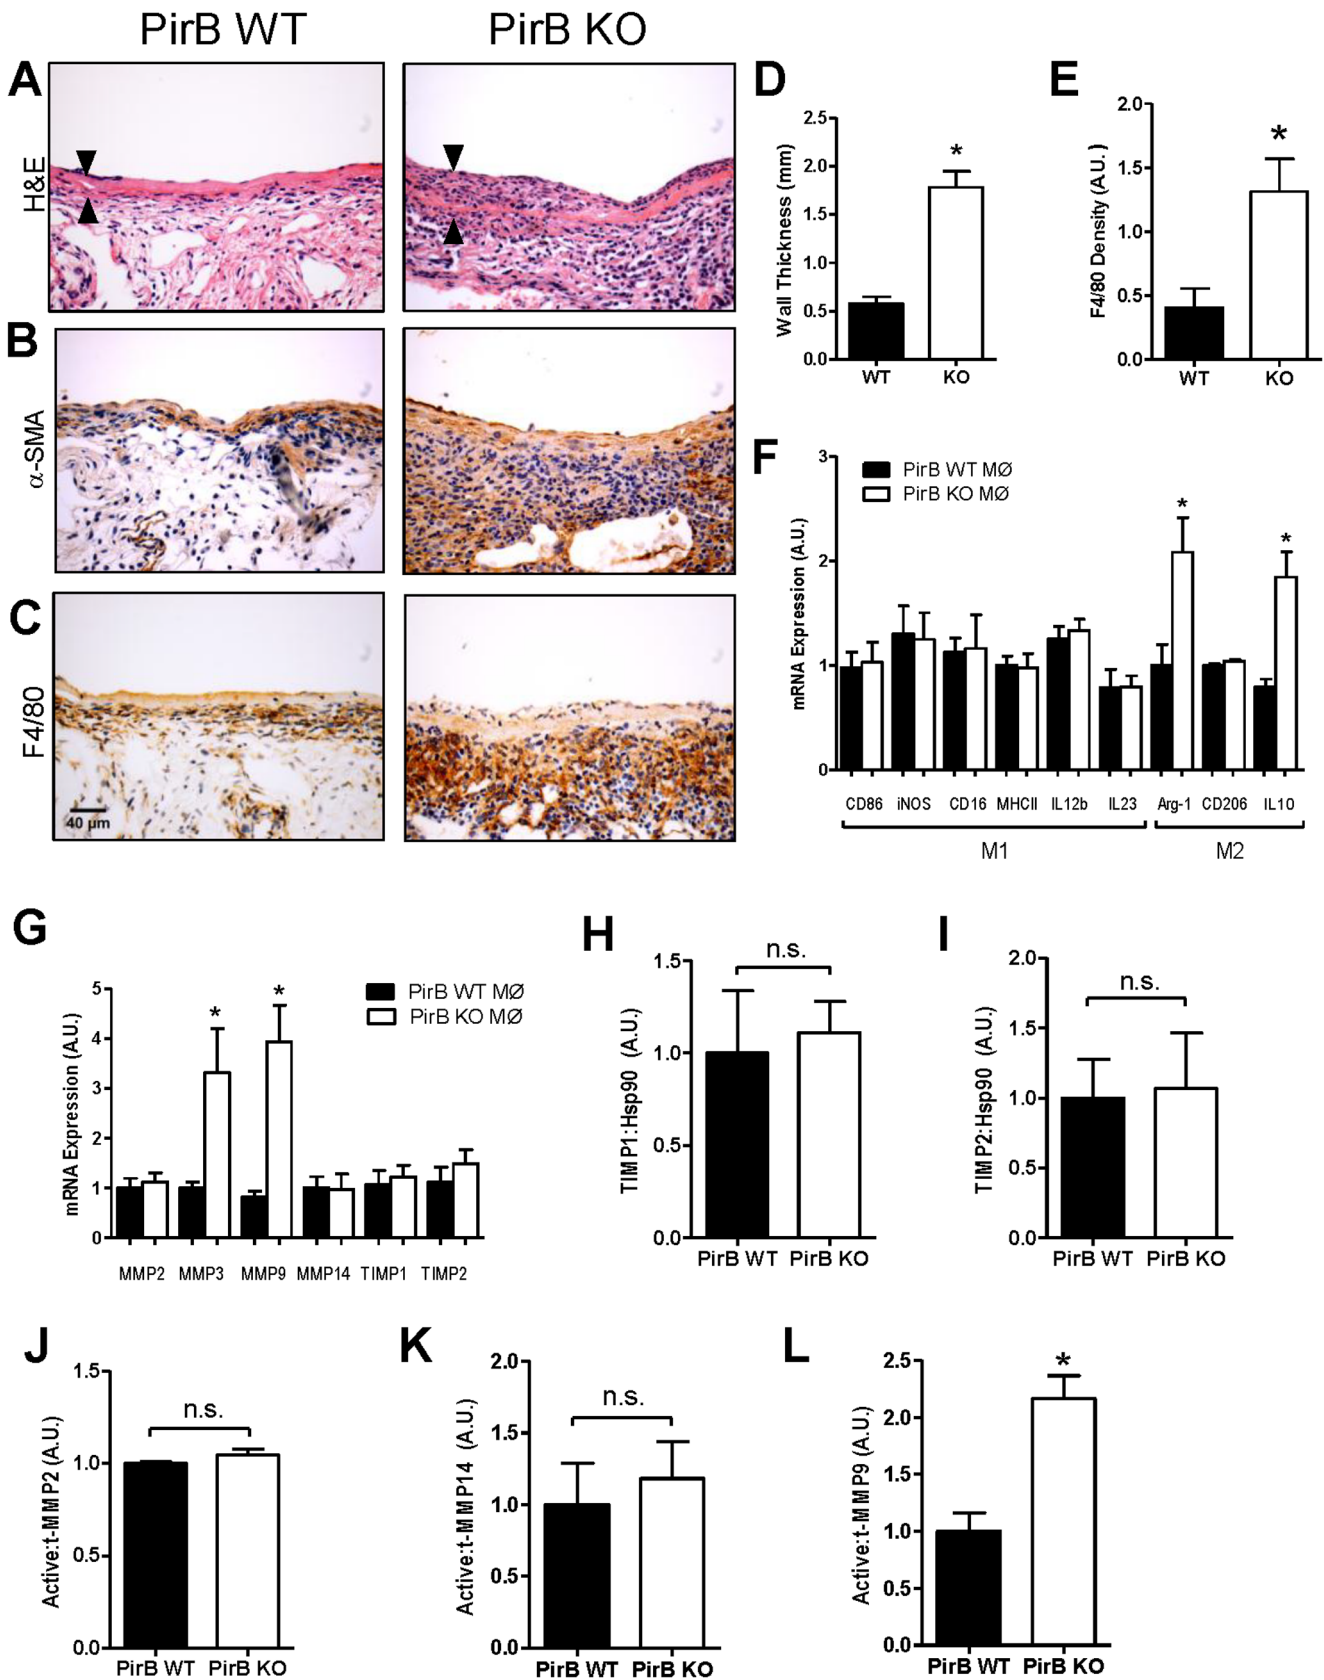 PirB WT
PirB KO
A
H&E
B
α-SMA
C
F4/80
40 µm
D
Wall Thickness (mm)
2.5
2.0
1.5
1.0
0.5
0.0
*
WT
KO
E
F4/80 Density (A.U.)
2.0
1.5
1.0
0.5
0.0
*
WT
KO
F
mRNA Expression (A.U.)
3
2
1
0
PirB WT MØ
PirB KO MØ
*
*
CD86 iNOS CD16 MHCII IL12b IL23 Arg-1 CD206 IL10
M1
M2
G
mRNA Expression (A.U.)
5
4
3
2
1
0
*
*
PirB WT MØ
PirB KO MØ
MMP2 MMP3 MMP9 MMP14 TIMP1 TIMP2
H
TIMP1:Hsp90 (A.U.)
1.5
1.0
0.5
0.0
n.s.
PirB WT PirB KO
I
TIMP2:Hsp90 (A.U.)
2.0
1.5
1.0
0.5
0.0
n.s.
PirB WT PirB KO
J
Active:t-MMP2 (A.U.)
1.5
1.0
0.5
0.0
n.s.
PirB WT PirB KO
K
Active:t-MMP14 (A.U.)
2.0
1.5
1.0
0.5
0.0
n.s.
PirB WT PirB KO
L
Active:t-MMP9 (A.U.)
2.5
2.0
1.5
1.0
0.5
0.0
*
PirB WT PirB KO